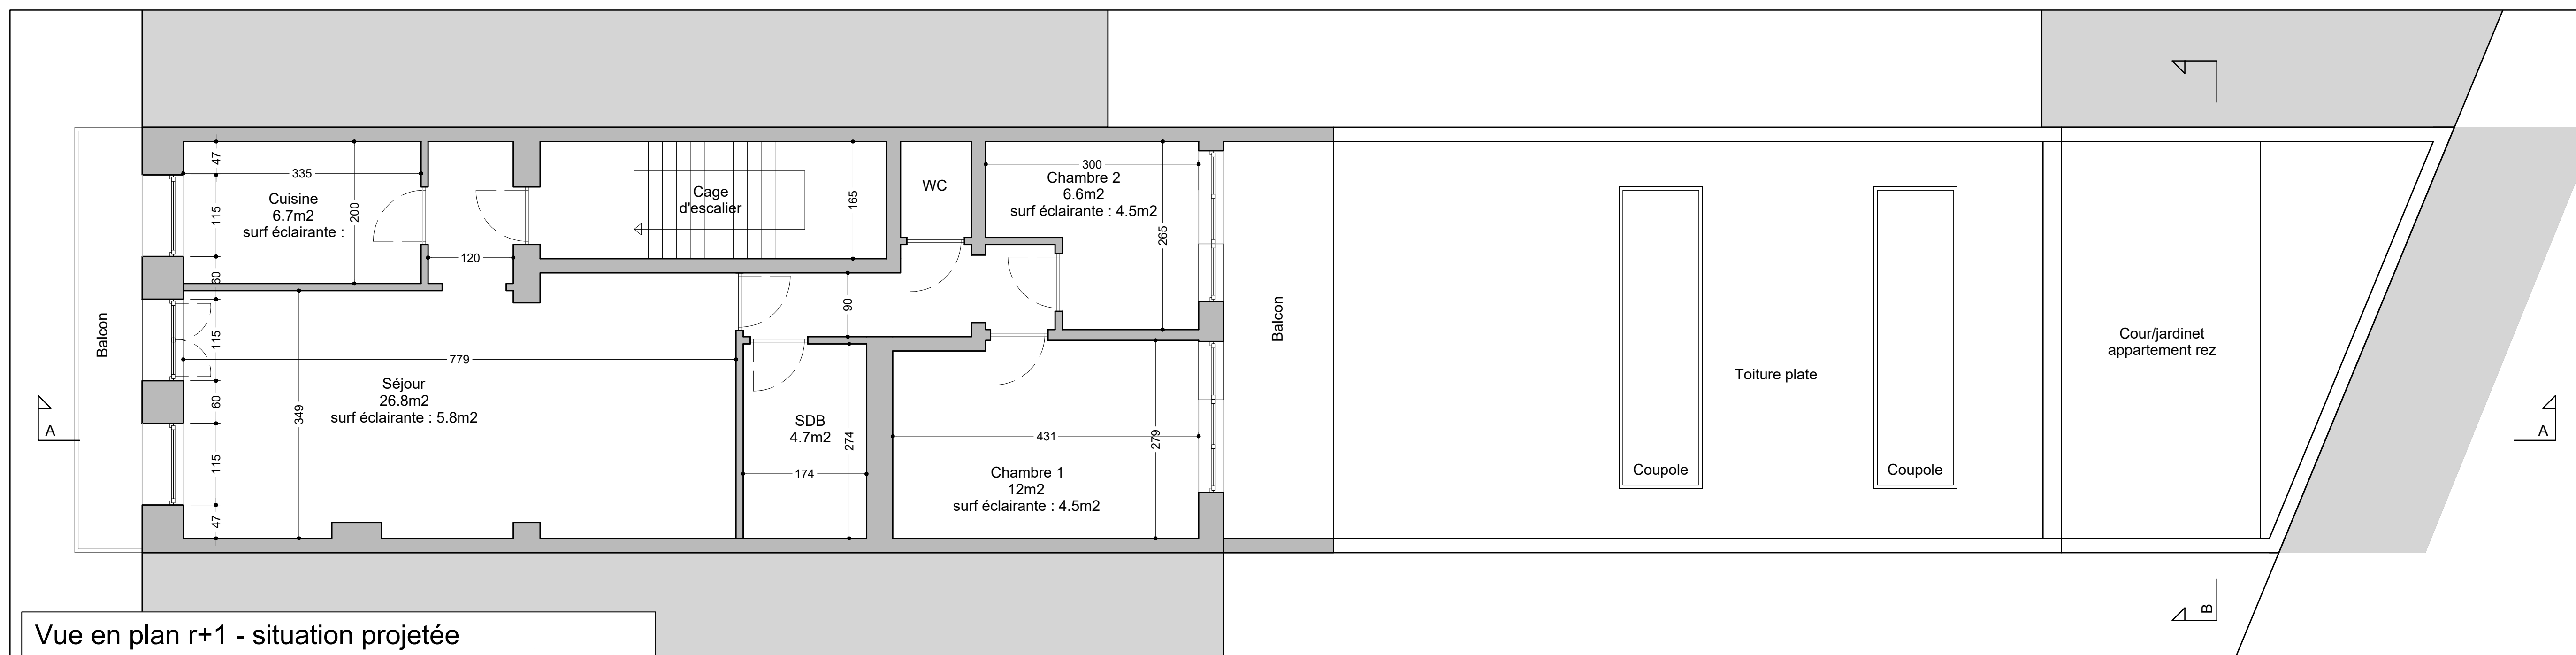 47
335
Cuisine
6.7m2
surf éclairante :
200
115
60
120
Cage
d'escalier
165
WC
300
Chambre 2
6.6m2
surf éclairante : 4.5m2
265
90
Balcon
115
779
Séjour
26.8m2
surf éclairante : 5.8m2
349
60
115
47
SDB
4.7m2
274
174
431
279
Chambre 1
12m2
surf éclairante : 4.5m2
Balcon
Toiture plate
Coupole
Coupole
Cour/jardinet
appartement rez
A
A
B
Vue en plan r+1 - situation projetée